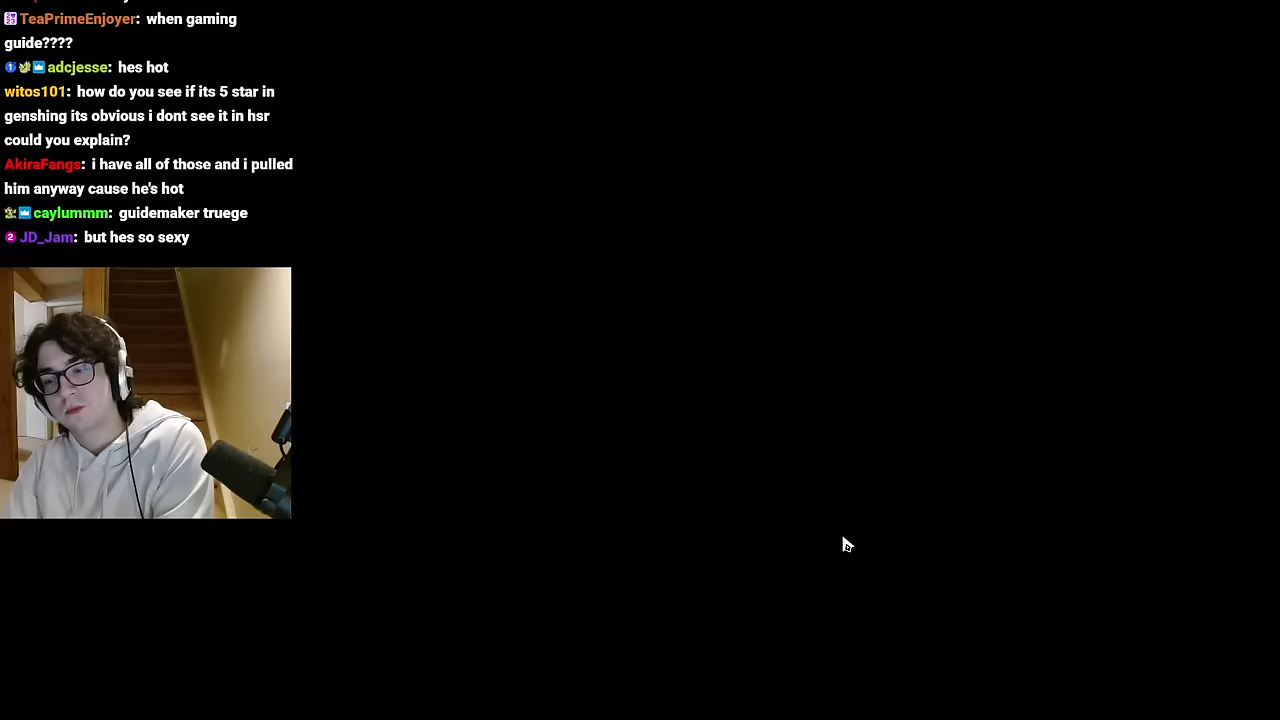 TeaPrimeEnjoyer: when gaming
guide????
adcjesse: hes hot
witos101: how do you see if its 5 star in
genshing its obvious i dont see it in hsr
could you explain?
AkiraFangs: i have all of those and i pulled
him anyway cause he's hot
caylummm: guidemaker truege
2 JD_Jam: but hes so sexy